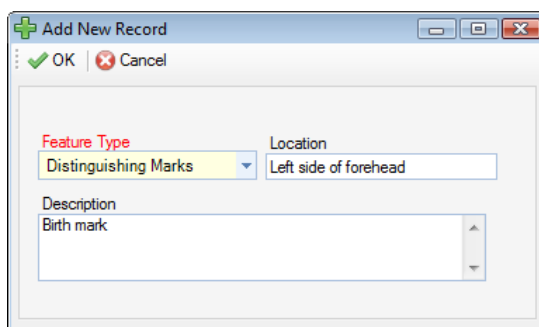 Add New Record
OK Cancel
Feature Type Location
Distinguishing Marks Left side of forehead
Description
Birth mark